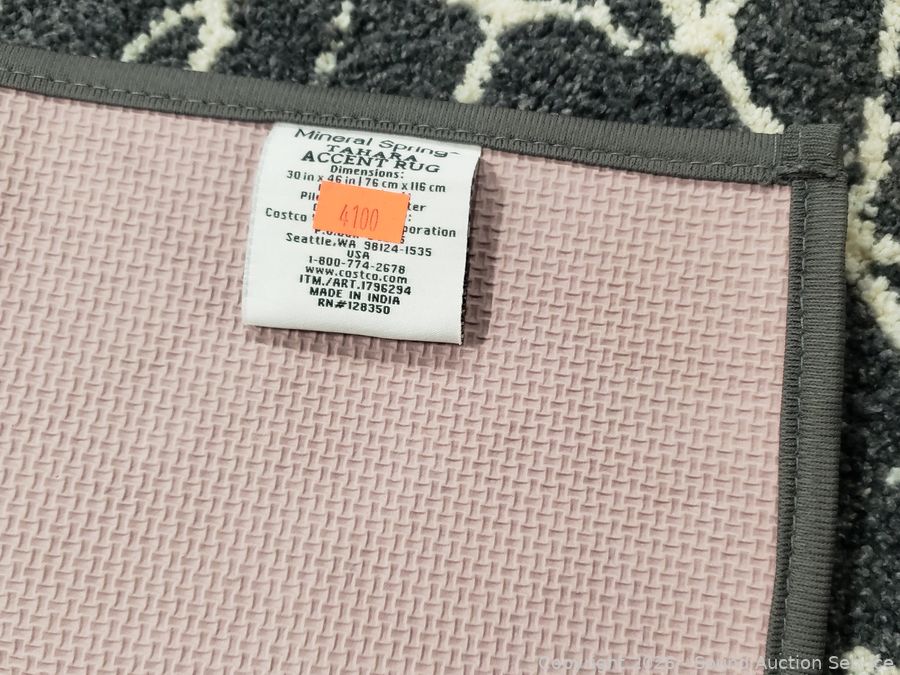 Mineral Spring
TAHARA
ACCENT RUG
Dimensions:
30 in x 46 in | 76 cm x 116 cm
4100
Costco
Seattle, WA 98124-1535
USA
1-800-774-2678
www.costco.com
ITM./ART.1796294
MADE IN INDIA
RN#128350
Sound Auction Service